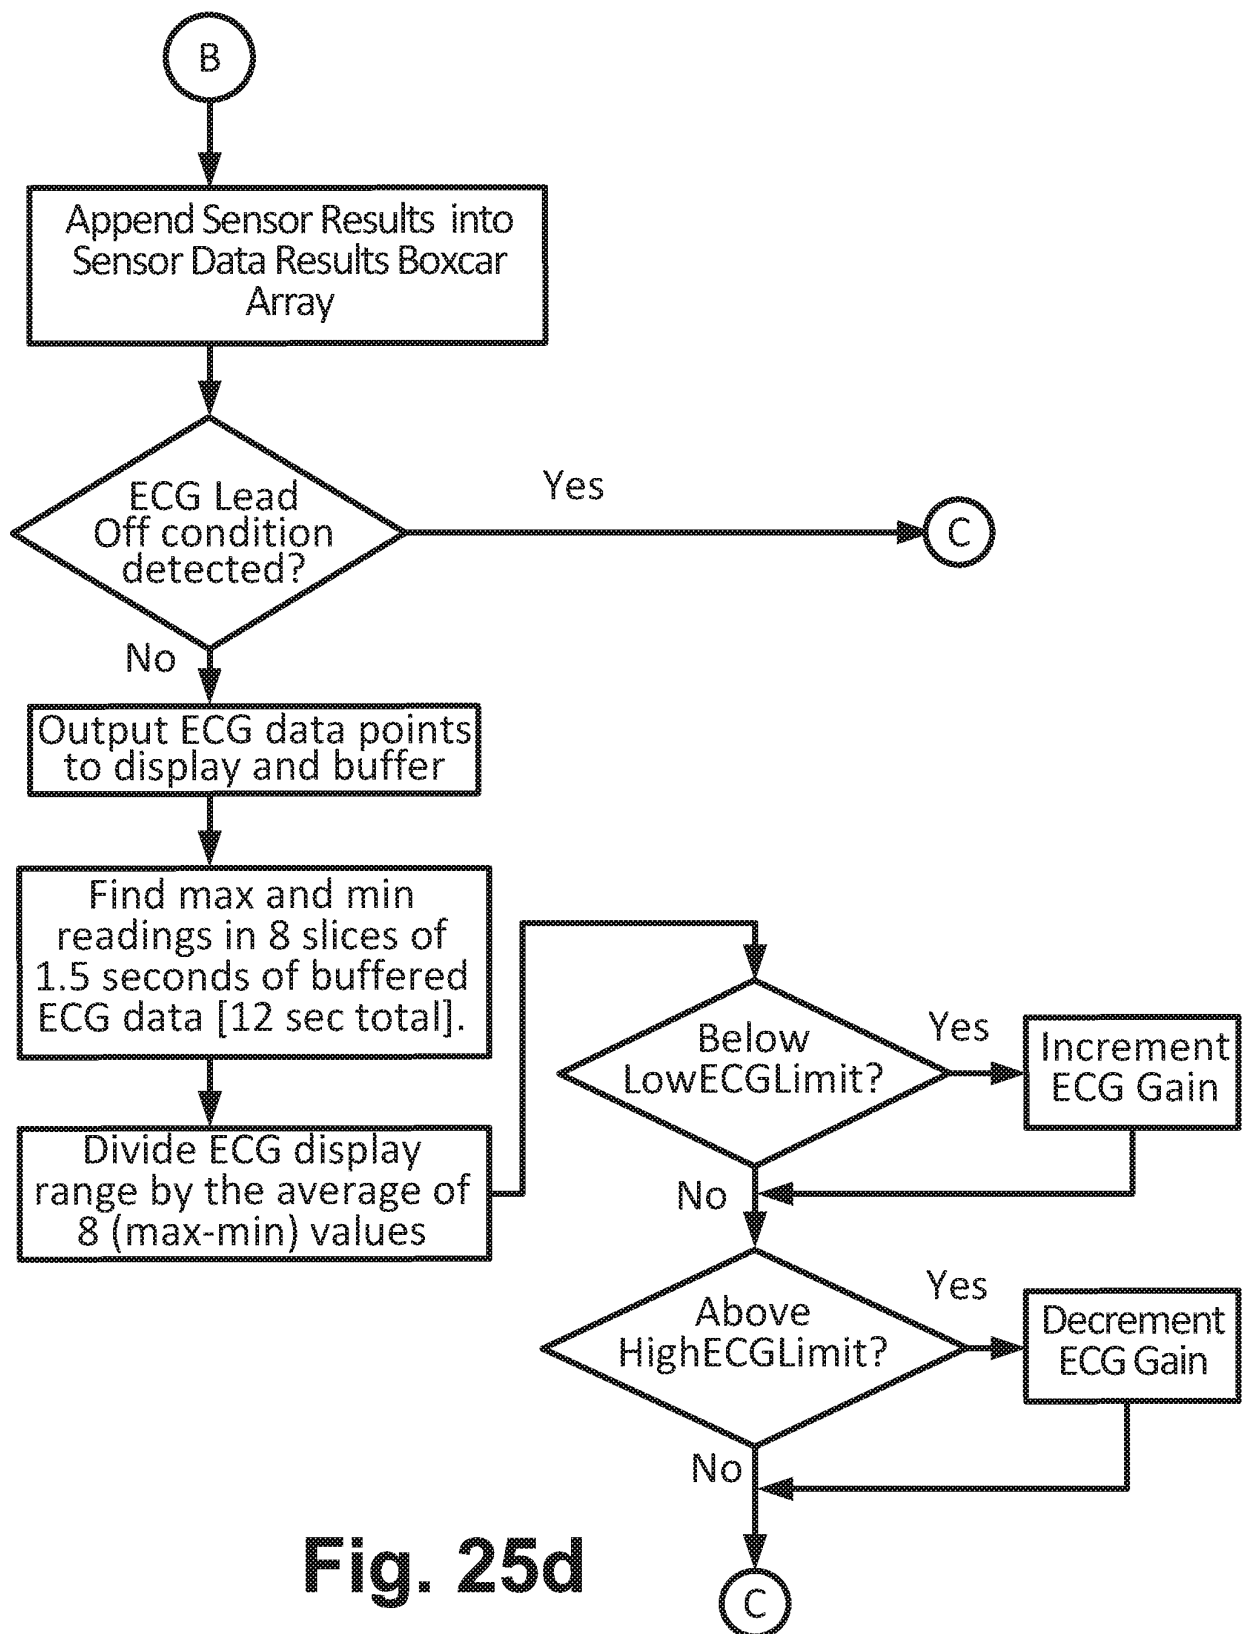 B
Append Sensor Results into
Sensor Data Results Boxcar
Array
ECG Lead
Off condition
detected?
Yes
C
No
Output ECG data points
to display and buffer
Find max and min
readings in 8 slices of
1.5 seconds of buffered
ECG data [12 sec total].
Divide ECG display
range by the average of
8 (max-min) values
Below
LowECGLimit?
Yes
Increment
ECG Gain
No
Above
HighECGLimit?
Yes
Decrement
ECG Gain
No
C
Fig. 25d